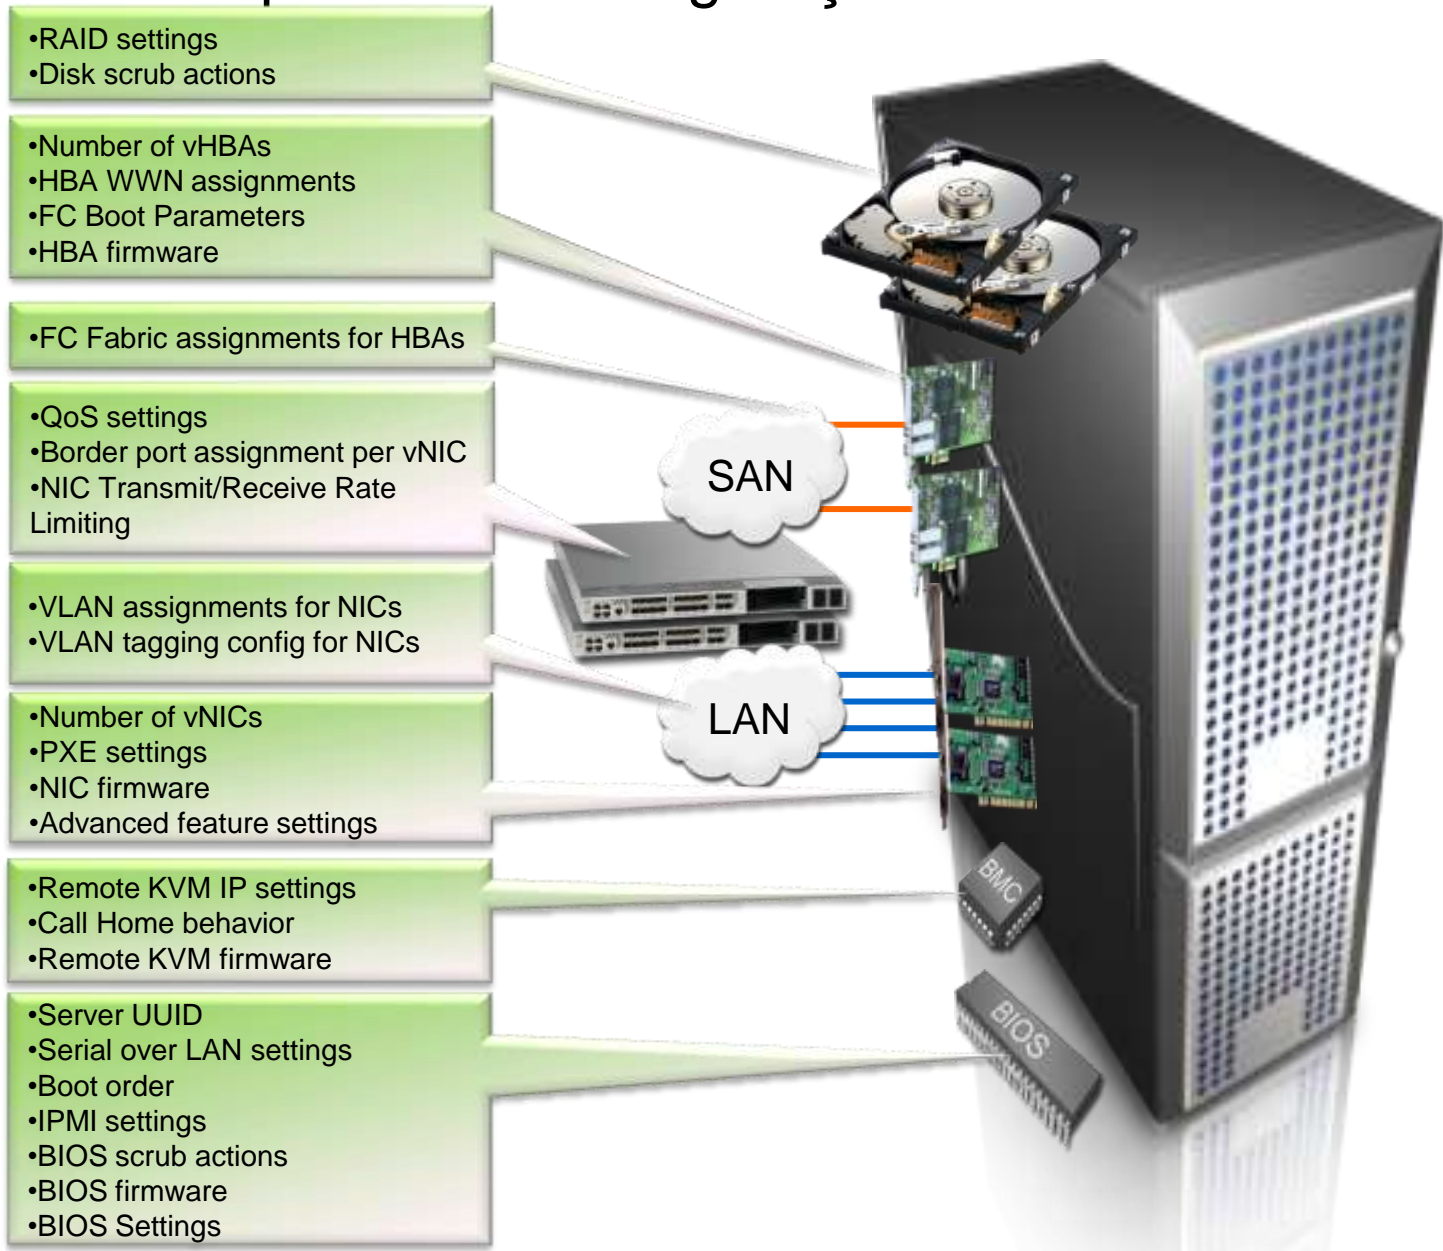 •RAID settings
•Disk scrub actions
•Number of vHBAs
•HBA WWN assignments
•FC Boot Parameters
•HBA firmware
•FC Fabric assignments for HBAs
•QoS settings
•Border port assignment per vNIC
•NIC Transmit/Receive Rate
Limiting
SAN
•VLAN assignments for NICs
•VLAN tagging config for NICs
LAN
•Number of vNICs
•PXE settings
•NIC firmware
•Advanced feature settings
•Remote KVM IP settings
•Call Home behavior
•Remote KVM firmware
BMC
•Server UUID
•Serial over LAN settings
•Boot order
•IPMI settings
•BIOS scrub actions
•BIOS firmware
•BIOS Settings
BIOS